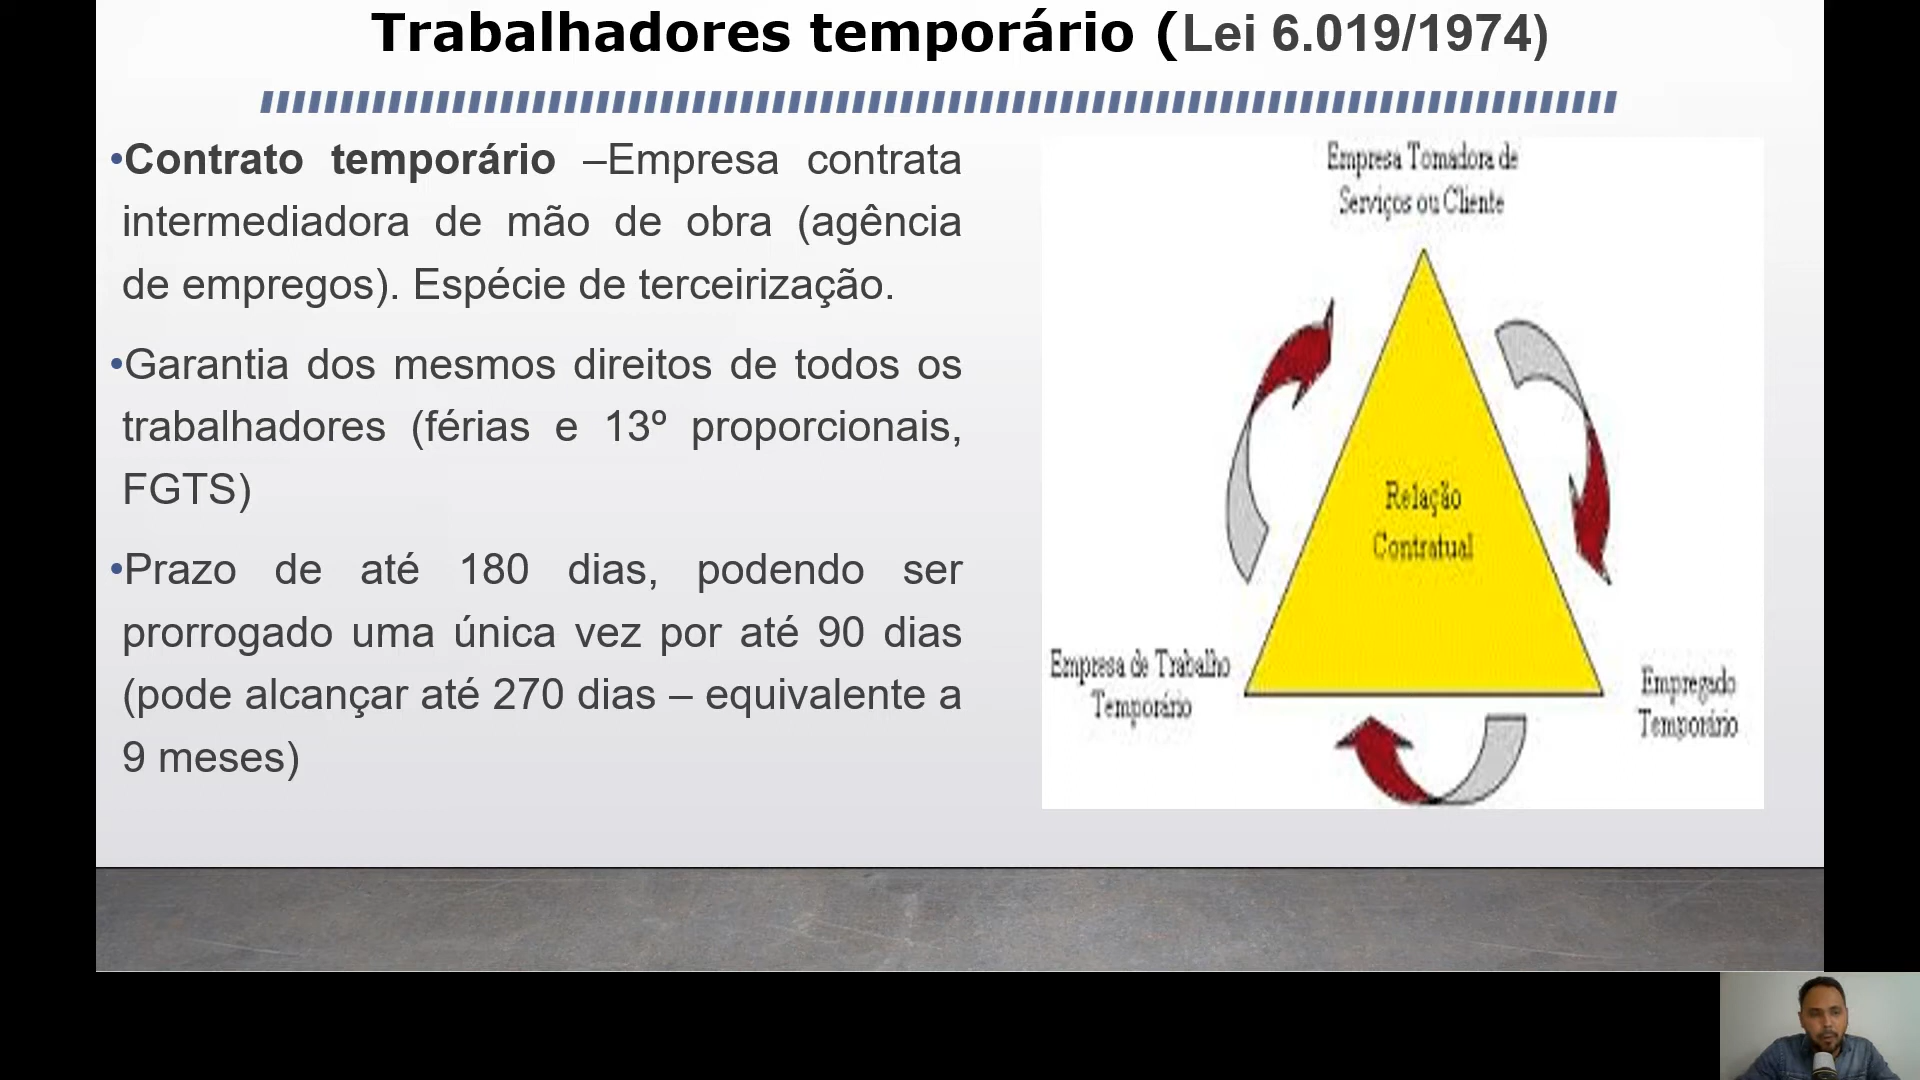 Trabalhadores temporário (Lei 6.019/1974)
•Contrato temporário –Empresa contrata
intermediadora de mão de obra (agência
de empregos). Espécie de terceirização.
•Garantia dos mesmos direitos de todos os
trabalhadores (férias e 13º proporcionais,
FGTS)
•Prazo de até 180 dias, podendo ser
prorrogado uma única vez por até 90 dias
(pode alcançar até 270 dias – equivalente a
9 meses)
Empresa Tomadora de
Serviços ou Cliente
Relação
Contratual
Empresa de Trabalho
Temporário
Empregado
Temporário